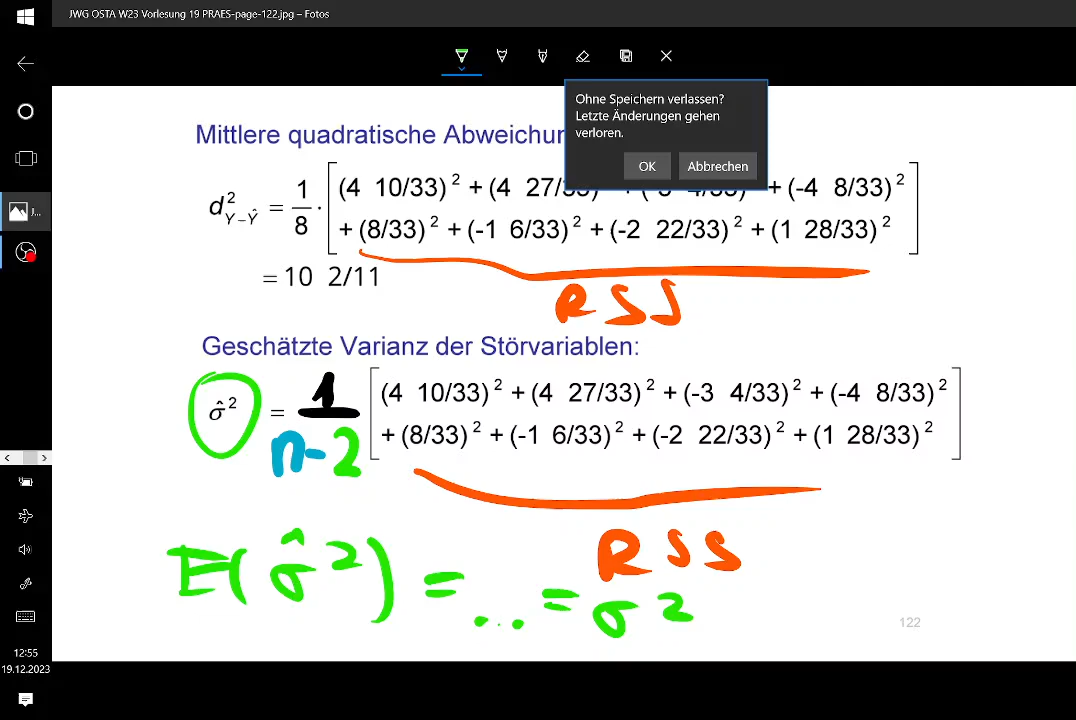 JWG OSTA W23 Vorlesung 19 PRAES-page-122.jpg – Fotos
Ohne Speichern verlassen?
Letzte Änderungen gehen
verloren.
OK Abbrechen
Mittlere quadratische
d²_{Y−Ŷ} = 1/8 · [(4 10/33)² + (4 + (-4 8/33)²
+ (8/33)² + (-1 6/33)² + (-2 22/33)² + (1 28/33)²]
= 10 2/11
RSS
Geschätzte Varianz der Störvariablen:
σ̂² = 1/(n-2) [(4 10/33)² + (4 27/33)² + (-3 4/33)² + (-4 8/33)²
+ (8/33)² + (-1 6/33)² + (-2 22/33)² + (1 28/33)²]
RSS
E(σ̂²) = ... = σ²
122
J...
12:55
19.12.2023